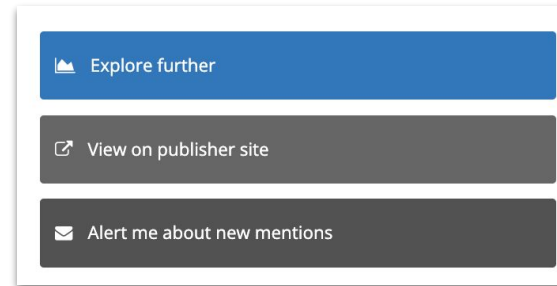 Explore further
View on publisher site
Alert me about new mentions